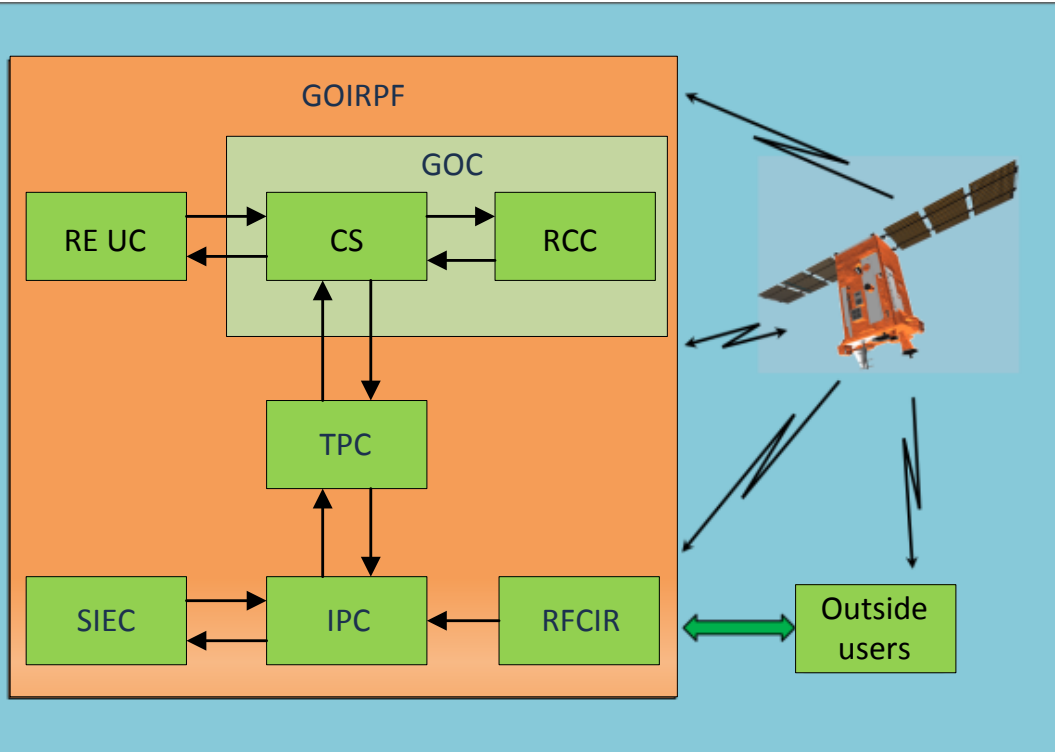 GOIRPF
GOC
RE UC
CS
RCC
TPC
SIEC
IPC
RFCIR
Outside
users